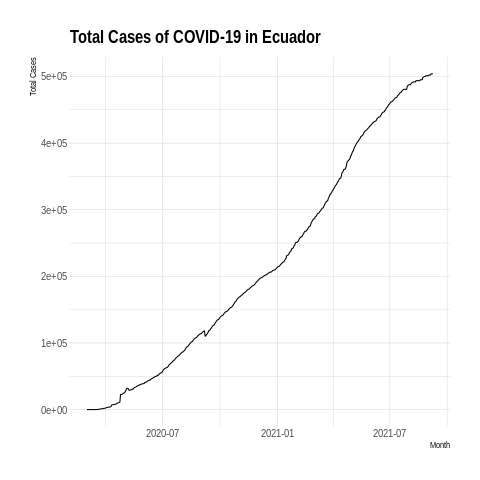 Total Cases of COVID-19 in Ecuador
Total Cases
5e+05
4e+05
3e+05
2e+05
1e+05
0e+00
2020-07
2021-01
2021-07
Month